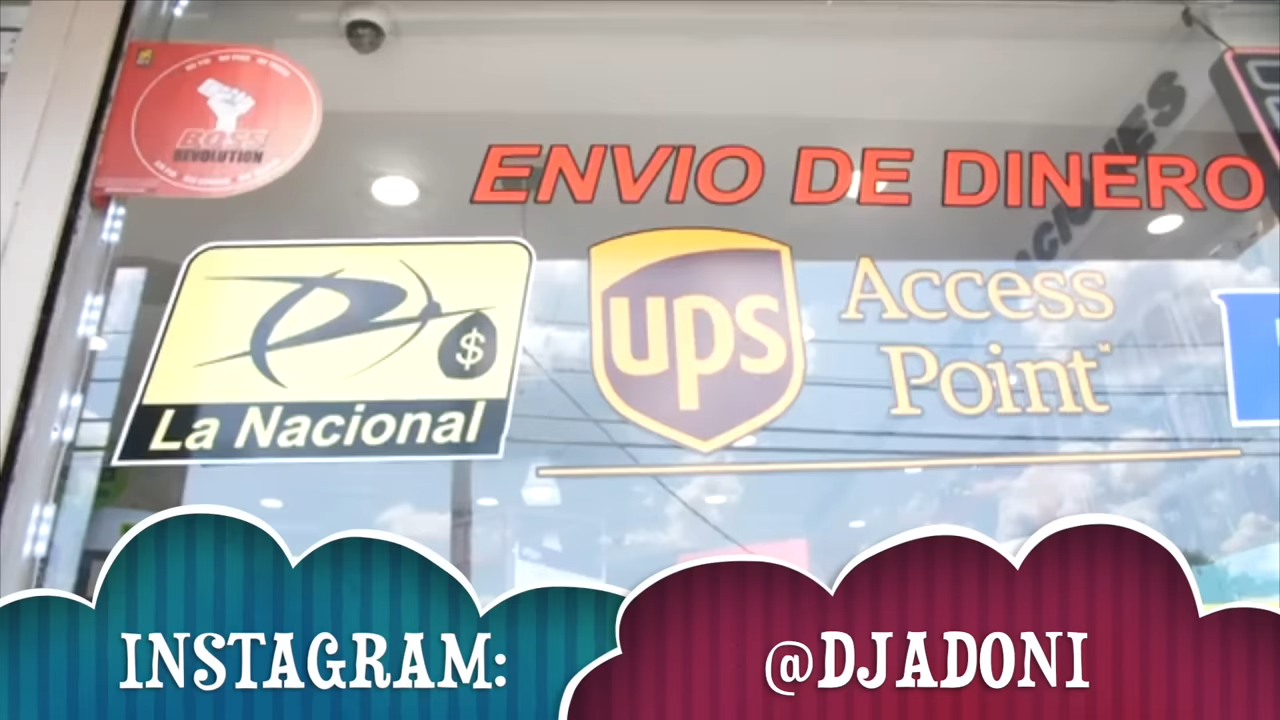 BOSS
REVOLUTION
ENVIO DE DINERO
$
La Nacional
ups
Access
Point
INSTAGRAM:
@DJADONI